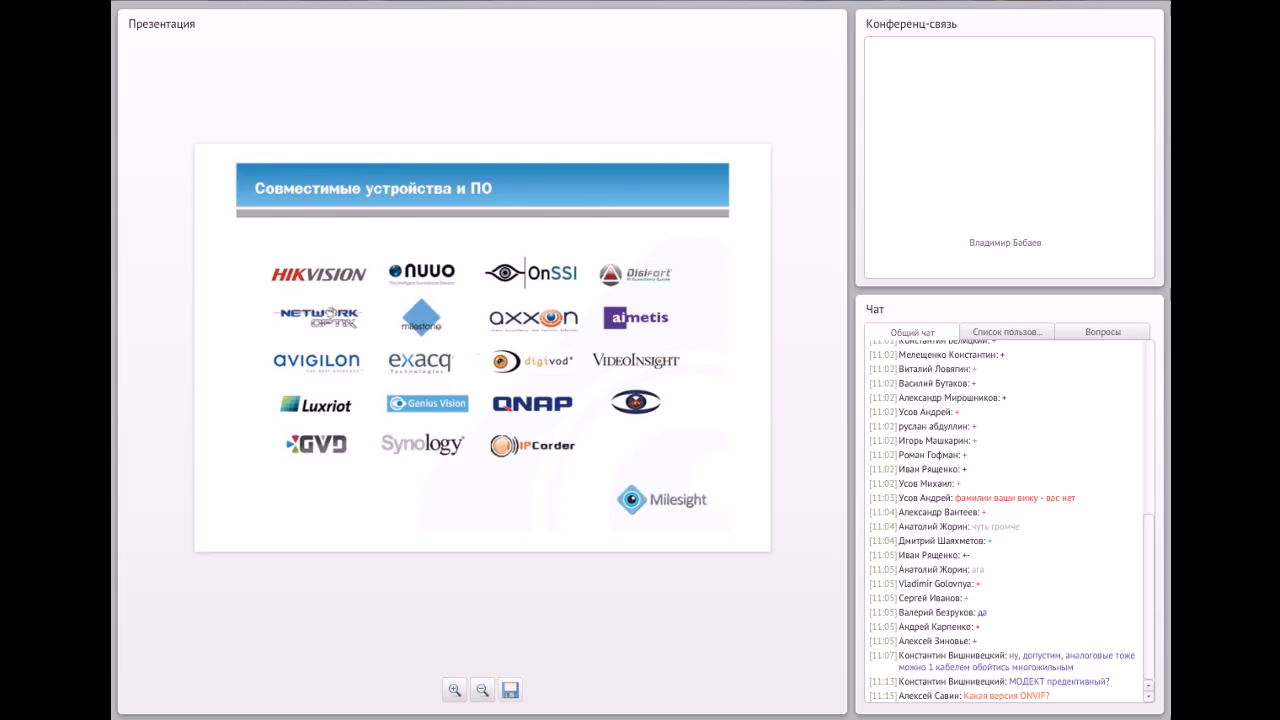 Презентация
Совместимые устройства и ПО
HIKVISION
NUUO
OnSSI
Digifort
NETWORK OPTIX
milestone
axxon
aimetis
AVIGILON
exacq
Technologies
digivod®
VIDEOINSIGHT
Luxriot
Genius Vision
QNAP
GVD
Synology®
IPCorder
Milesight
Конференц-связь
Владимир Бабаев
Чат
Общий чат
Список пользов...
Вопросы
[11:02] Константин Велицкий: +
[11:02] Мелещенко Константин: +
[11:02] Виталий Ловягин: +
[11:02] Василий Бутаков: +
[11:02] Александр Мирошников: +
[11:02] Усов Андрей: +
[11:02] руслан абдуллин: +
[11:02] Игорь Машкарин: +
[11:02] Роман Гофман: +
[11:02] Иван Рященко: +
[11:02] Усов Михаил: +
[11:03] Усов Андрей: фамилии ваши вижу - вас нет
[11:04] Александр Вантеев: +
[11:04] Анатолий Жорин: чуть громче
[11:04] Дмитрий Шаяхметов: +
[11:05] Иван Рященко: +-
[11:05] Анатолий Жорин: ага
[11:05] Vladimir Golovnya: +
[11:05] Сергей Иванов: +
[11:05] Валерий Безруков: да
[11:05] Андрей Карпенко: +
[11:05] Алексей Зиновье: +
[11:07] Константин Вишнивецкий: ну, допустим, аналоговые тоже
можно 1 кабелем обойтись многожильным
[11:13] Константин Вишнивецкий: МОДЕКТ предективный?
[11:15] Алексей Савин: Какая версия ONVIF?